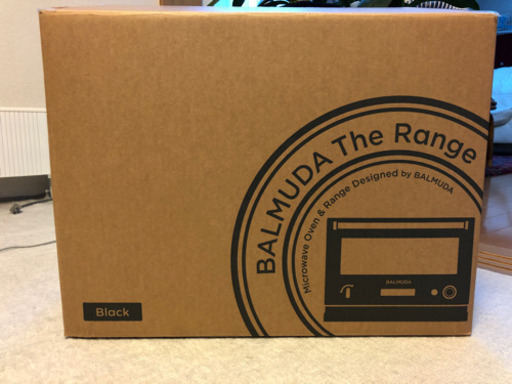 BALMUDA The Range
Microwave Oven & Range Designed by BALMUDA
BALMUDA
Black